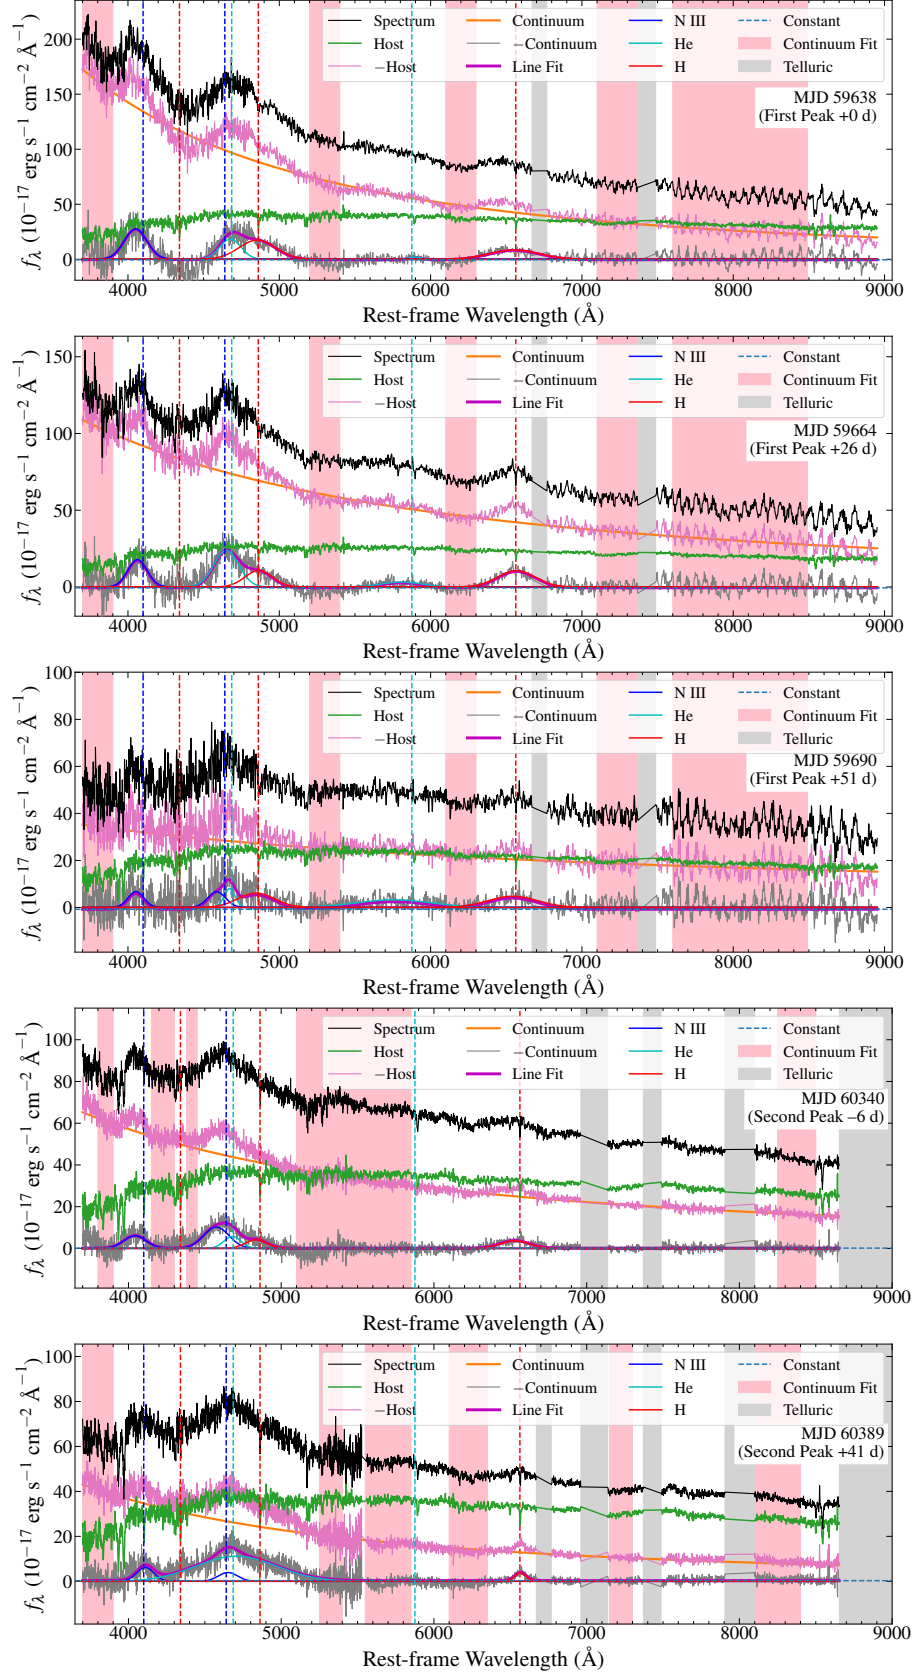 Spectrum Continuum N III Constant
Host −Continuum He Continuum Fit
−Host Line Fit H Telluric
MJD 59638
(First Peak +0 d)
200
150
100
50
0
f_λ (10⁻¹⁷ erg s⁻¹ cm⁻² Å⁻¹)
4000 5000 6000 7000 8000 9000
Rest-frame Wavelength (Å)
Spectrum Continuum N III Constant
Host −Continuum He Continuum Fit
−Host Line Fit H Telluric
MJD 59664
(First Peak +26 d)
150
100
50
0
f_λ (10⁻¹⁷ erg s⁻¹ cm⁻² Å⁻¹)
4000 5000 6000 7000 8000 9000
Rest-frame Wavelength (Å)
Spectrum Continuum N III Constant
Host −Continuum He Continuum Fit
−Host Line Fit H Telluric
MJD 59690
(First Peak +51 d)
100
80
60
40
20
0
f_λ (10⁻¹⁷ erg s⁻¹ cm⁻² Å⁻¹)
4000 5000 6000 7000 8000 9000
Rest-frame Wavelength (Å)
Spectrum Continuum N III Constant
Host −Continuum He Continuum Fit
−Host Line Fit H Telluric
MJD 60340
(Second Peak −6 d)
100
80
60
40
20
0
f_λ (10⁻¹⁷ erg s⁻¹ cm⁻² Å⁻¹)
4000 5000 6000 7000 8000 9000
Rest-frame Wavelength (Å)
Spectrum Continuum N III Constant
Host −Continuum He Continuum Fit
−Host Line Fit H Telluric
MJD 60389
(Second Peak +41 d)
100
80
60
40
20
0
f_λ (10⁻¹⁷ erg s⁻¹ cm⁻² Å⁻¹)
4000 5000 6000 7000 8000 9000
Rest-frame Wavelength (Å)